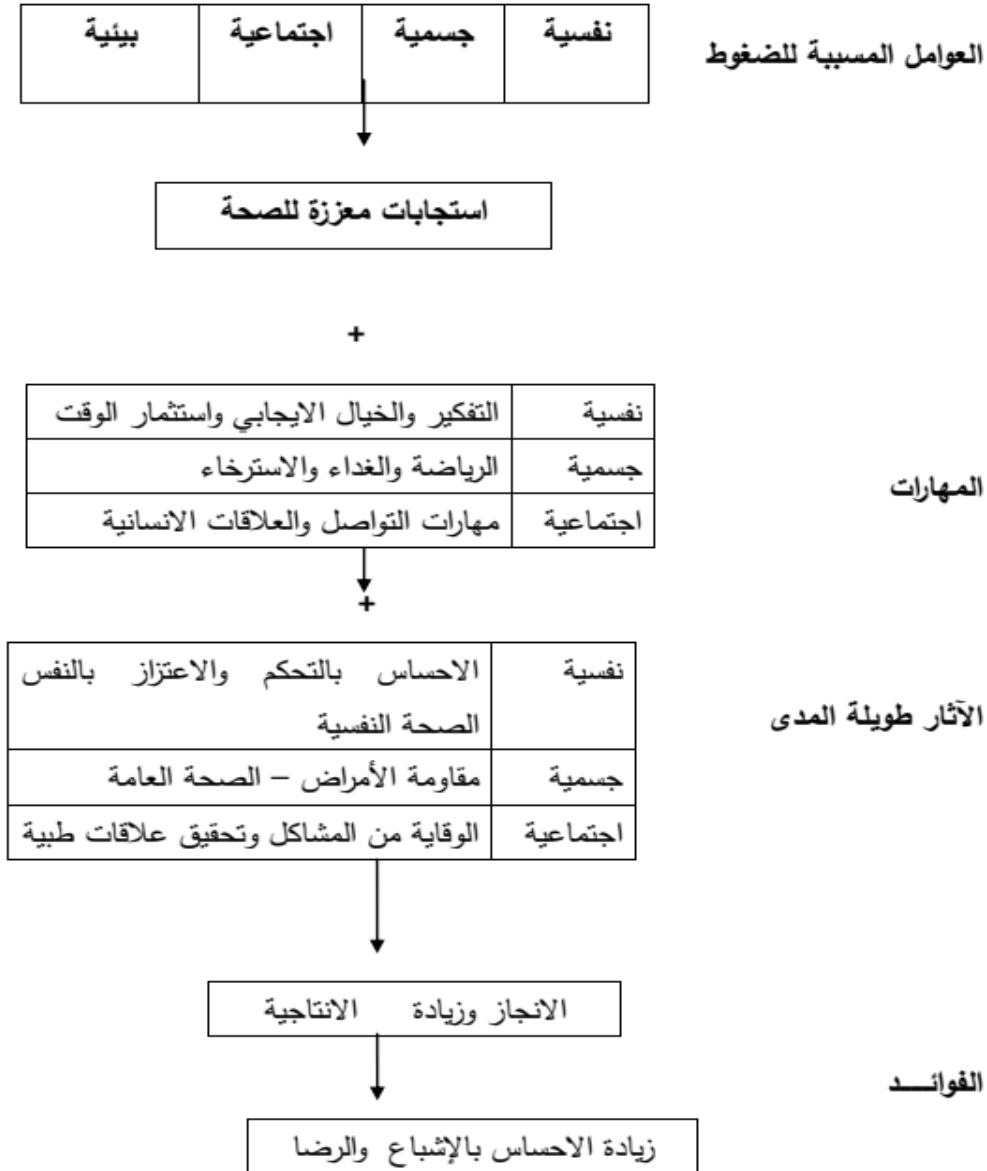 العوامل المسببة للضغوط
نفسية جسمية اجتماعية بيئية
استجابات معززة للصحة
+
المهارات
نفسية التفكير والخيال الايجابي واستثمار الوقت
جسمية الرياضة والغداء والاسترخاء
اجتماعية مهارات التواصل والعلاقات الانسانية
+
الآثار طويلة المدى
نفسية الاحساس بالتحكم والاعتزاز بالنفس
الصحة النفسية
جسمية مقاومة الأمراض – الصحة العامة
اجتماعية الوقاية من المشاكل وتحقيق علاقات طبية
الانجاز وزيادة الانتاجية
الفوائـــد
زيادة الاحساس بالإشباع والرضا